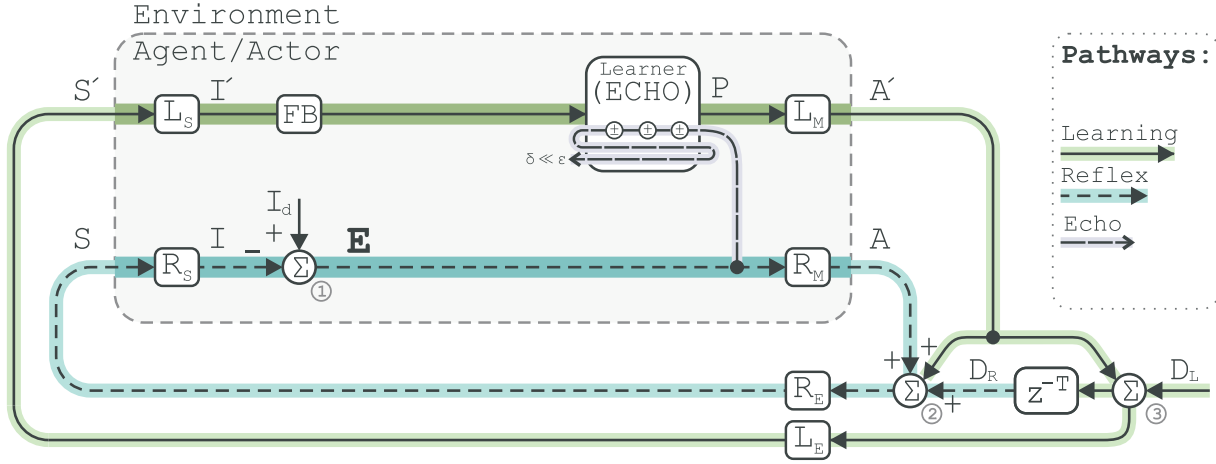 Environment
Agent/Actor
Pathways:
Learner
(ECHO)
S´
L_S
I´
FB
P
L_M
A´
± ± ±
δ≪ε
Learning
Reflex
Echo
I_d
+
S
R_S
I
−
Σ
E
R_M
A
1
+
+
D_R
D_L
R_E
Σ
+
z^-T
Σ
2
3
L_E